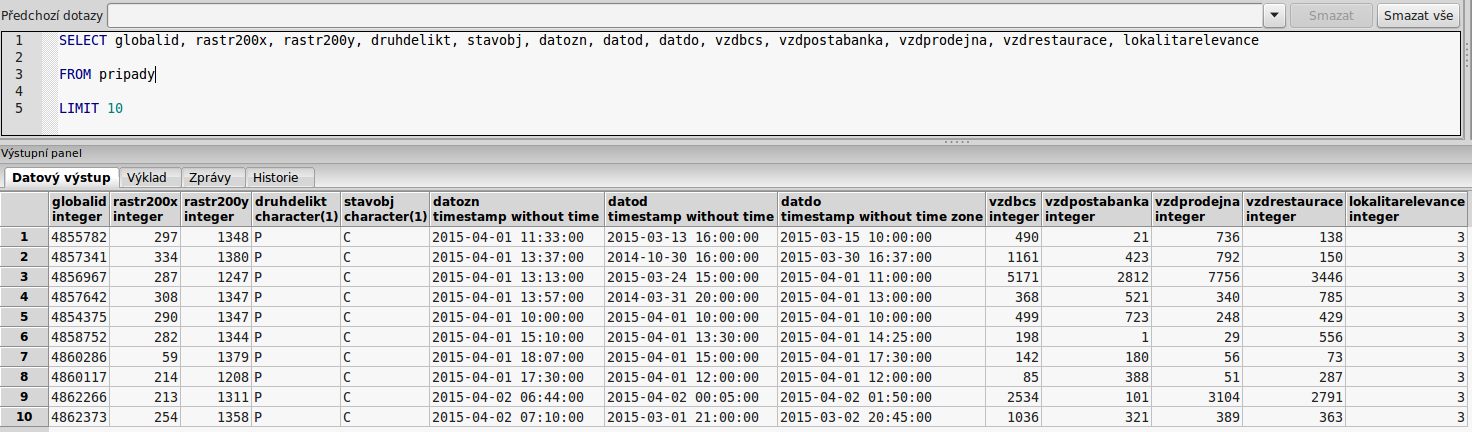 Předchozí dotazy Smazat Smazat vše
1 SELECT globalid, rastr200x, rastr200y, druhdelikt, stavobj, datozn, datod, datdo, vzdbcs, vzdpostabanka, vzdprodejna, vzdrestaurace, lokalitarelevance
2
3 FROM pripady
4
5 LIMIT 10
Výstupní panel
Datový výstup Výklad Zprávy Historie
globalid rastr200x rastr200y druhdelikt stavobj datozn datod datdo vzdbcs vzdpostabanka vzdprodejna vzdrestaurace lokalitarelevance
integer integer integer character(1) character(1) timestamp without time timestamp without time timestamp without time zone integer integer integer integer integer
1 4855782 297 1348 P C 2015-04-01 11:33:00 2015-03-13 16:00:00 2015-03-15 10:00:00 490 21 736 138 3
2 4857341 334 1380 P C 2015-04-01 13:37:00 2014-10-30 16:00:00 2015-03-30 16:37:00 1161 423 792 150 3
3 4856967 287 1247 P C 2015-04-01 13:13:00 2015-03-24 15:00:00 2015-04-01 11:00:00 5171 2812 7756 3446 3
4 4857642 308 1347 P C 2015-04-01 13:57:00 2014-03-31 20:00:00 2015-04-01 13:00:00 368 521 340 785 3
5 4854375 290 1347 P C 2015-04-01 10:00:00 2015-04-01 10:00:00 2015-04-01 10:00:00 499 723 248 429 3
6 4858752 282 1344 P C 2015-04-01 15:10:00 2015-04-01 13:30:00 2015-04-01 14:25:00 198 1 29 556 3
7 4860286 59 1379 P C 2015-04-01 18:07:00 2015-04-01 15:00:00 2015-04-01 17:30:00 142 180 56 73 3
8 4860117 214 1208 P C 2015-04-01 17:30:00 2015-04-01 12:00:00 2015-04-01 12:00:00 85 388 51 287 3
9 4862266 213 1311 P C 2015-04-02 06:44:00 2015-04-02 00:05:00 2015-04-02 01:50:00 2534 101 3104 2791 3
10 4862373 254 1358 P C 2015-04-02 07:10:00 2015-03-01 21:00:00 2015-03-02 20:45:00 1036 321 389 363 3